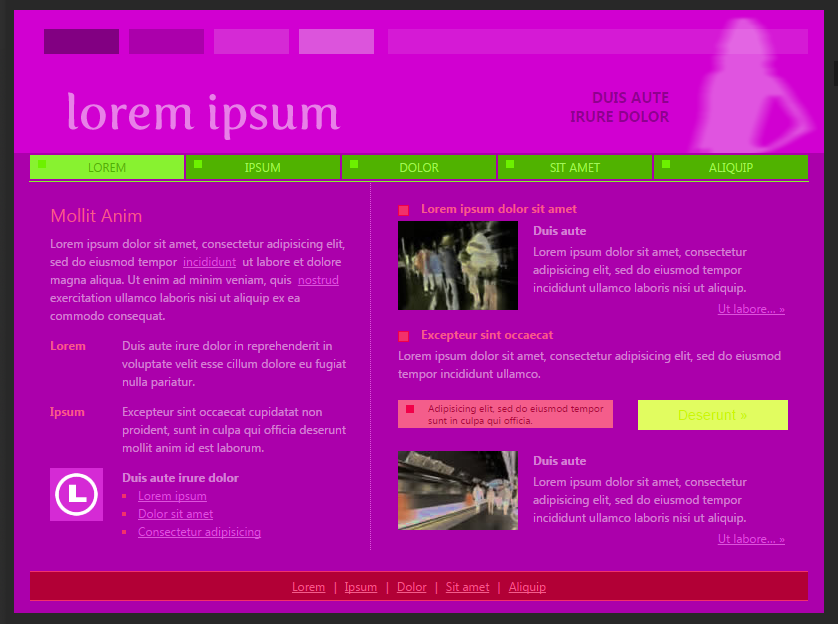 lorem ipsum
DUIS AUTE
IRURE DOLOR
LOREM
IPSUM
DOLOR
SIT AMET
ALIQUIP
Mollit Anim
Lorem ipsum dolor sit amet, consectetur adipisicing elit,
sed do eiusmod tempor incididunt ut labore et dolore
magna aliqua. Ut enim ad minim veniam, quis nostrud
exercitation ullamco laboris nisi ut aliquip ex ea
commodo consequat.
Lorem
Duis aute irure dolor in reprehenderit in
voluptate velit esse cillum dolore eu fugiat
nulla pariatur.
Ipsum
Excepteur sint occaecat cupidatat non
proident, sunt in culpa qui officia deserunt
mollit anim id est laborum.
L
Duis aute irure dolor
Lorem ipsum
Dolor sit amet
Consectetur adipisicing
Lorem ipsum dolor sit amet
Duis aute
Lorem ipsum dolor sit amet, consectetur
adipisicing elit, sed do eiusmod tempor
incididunt ullamco laboris nisi ut aliquip.
Ut labore... »
Excepteur sint occaecat
Lorem ipsum dolor sit amet, consectetur adipisicing elit, sed do eiusmod
tempor incididunt ullamco.
Adipisicing elit, sed do eiusmod tempor
sunt in culpa qui officia.
Deserunt »
Duis aute
Lorem ipsum dolor sit amet, consectetur
adipisicing elit, sed do eiusmod tempor
incididunt ullamco laboris nisi ut aliquip.
Ut labore... »
Lorem | Ipsum | Dolor | Sit amet | Aliquip